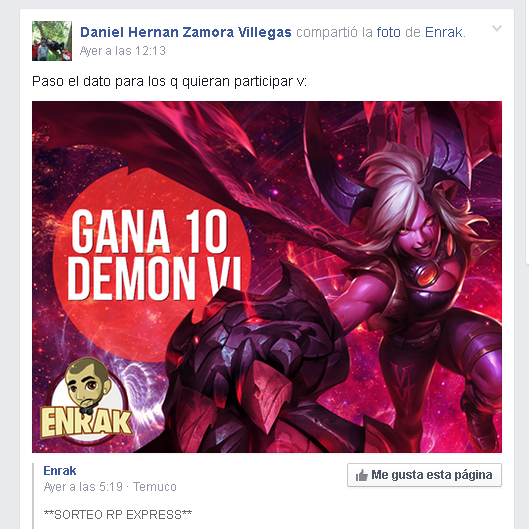 Daniel Hernan Zamora Villegas compartió la foto de Enrak.
Ayer a las 12:13
Paso el dato para los q quieran participar v:
GANA 10
DEMON VI
ENRAK
Enrak
Ayer a las 5:19 · Temuco
Me gusta esta página
**SORTEO RP EXPRESS**